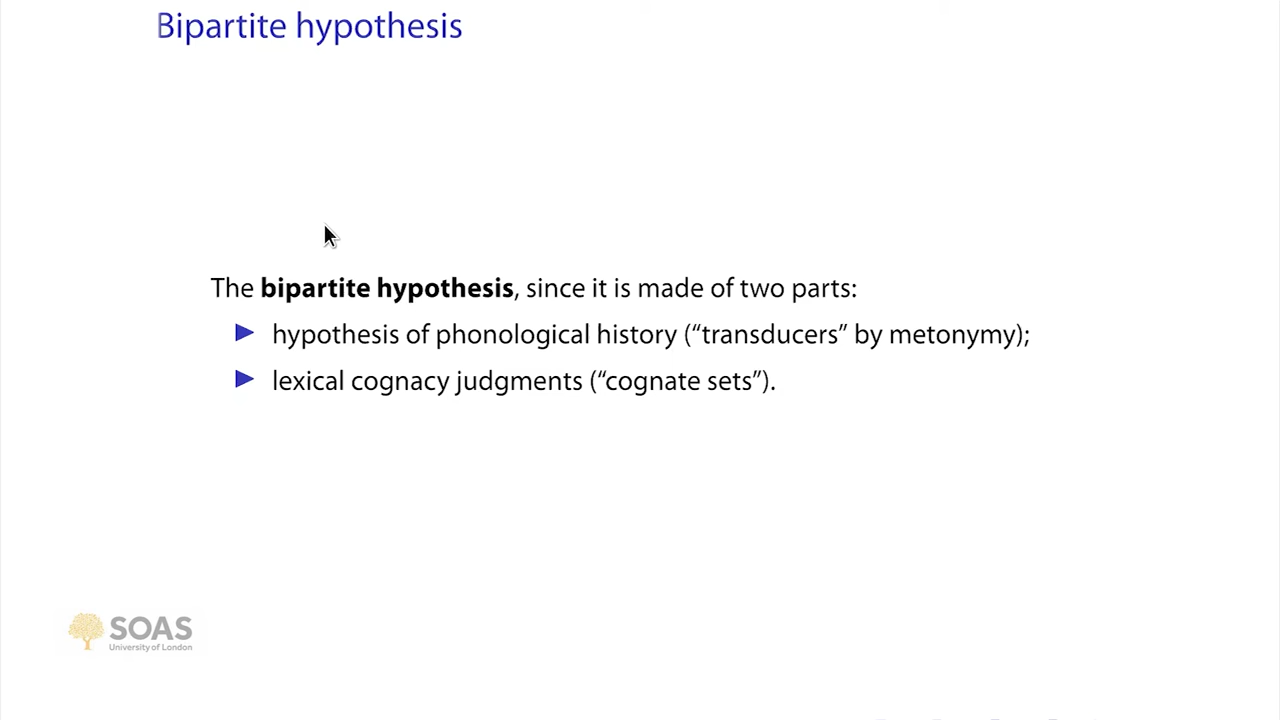 Bipartite hypothesis
The bipartite hypothesis, since it is made of two parts:
hypothesis of phonological history (“transducers” by metonymy);
lexical cognacy judgments (“cognate sets”).
SOAS
University of London